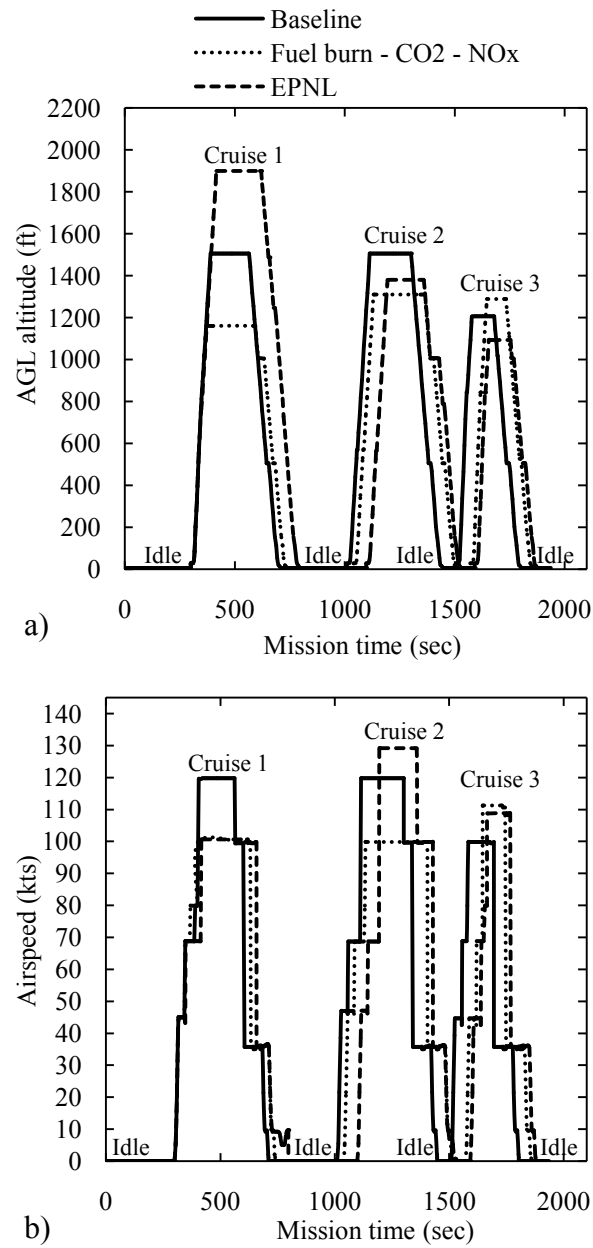 Baseline
Fuel burn - CO2 - NOx
EPNL
2200
2000
1800
1600
1400
1200
1000
800
600
400
200
0
AGL altitude (ft)
Cruise 1
Cruise 2
Cruise 3
Idle
Idle
Idle
Idle
0
500
1000
1500
2000
a)
Mission time (sec)
140
130
120
110
100
90
80
70
60
50
40
30
20
10
0
Airspeed (kts)
Cruise 1
Cruise 2
Cruise 3
Idle
Idle
Idle
Idle
0
500
1000
1500
2000
b)
Mission time (sec)